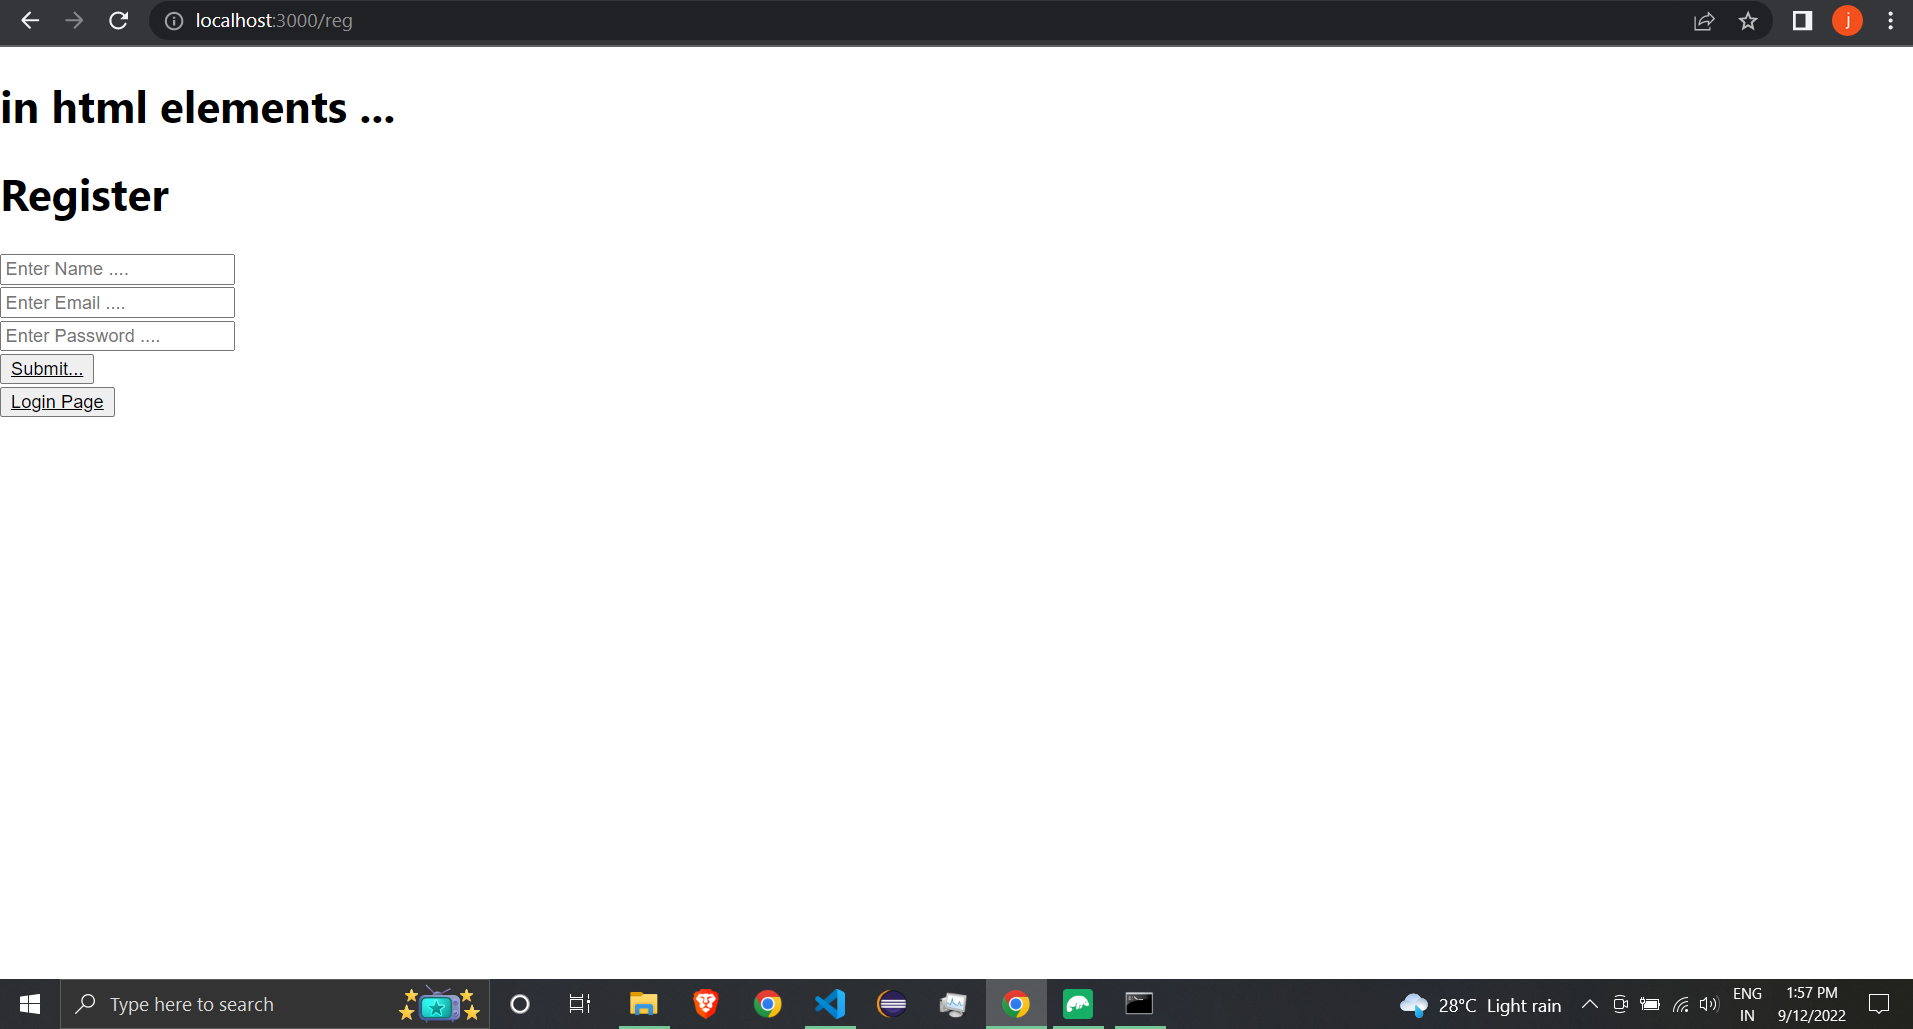 localhost:3000/reg
j
in html elements ...
Register
Enter Name ....
Enter Email ....
Enter Password ....
Submit...
Login Page
Type here to search
28°C Light rain
ENG
IN
1:57 PM
9/12/2022